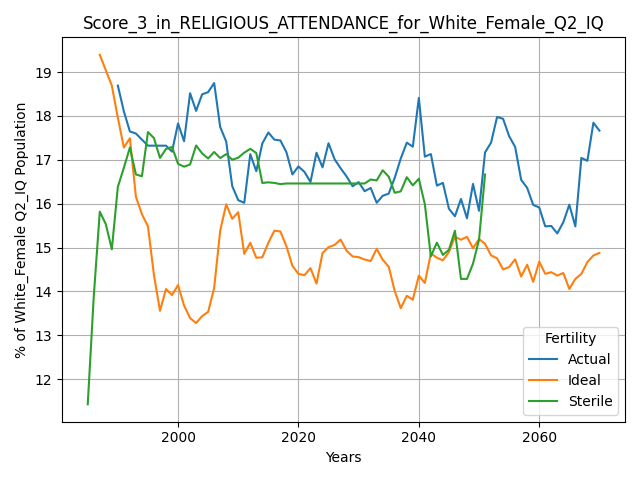 Score_3_in_RELIGIOUS_ATTENDANCE_for_White_Female_Q2_IQ
% of White_Female Q2_IQ Population
19
18
17
16
15
14
13
12
2000
2020
2040
2060
Years
Fertility
Actual
Ideal
Sterile